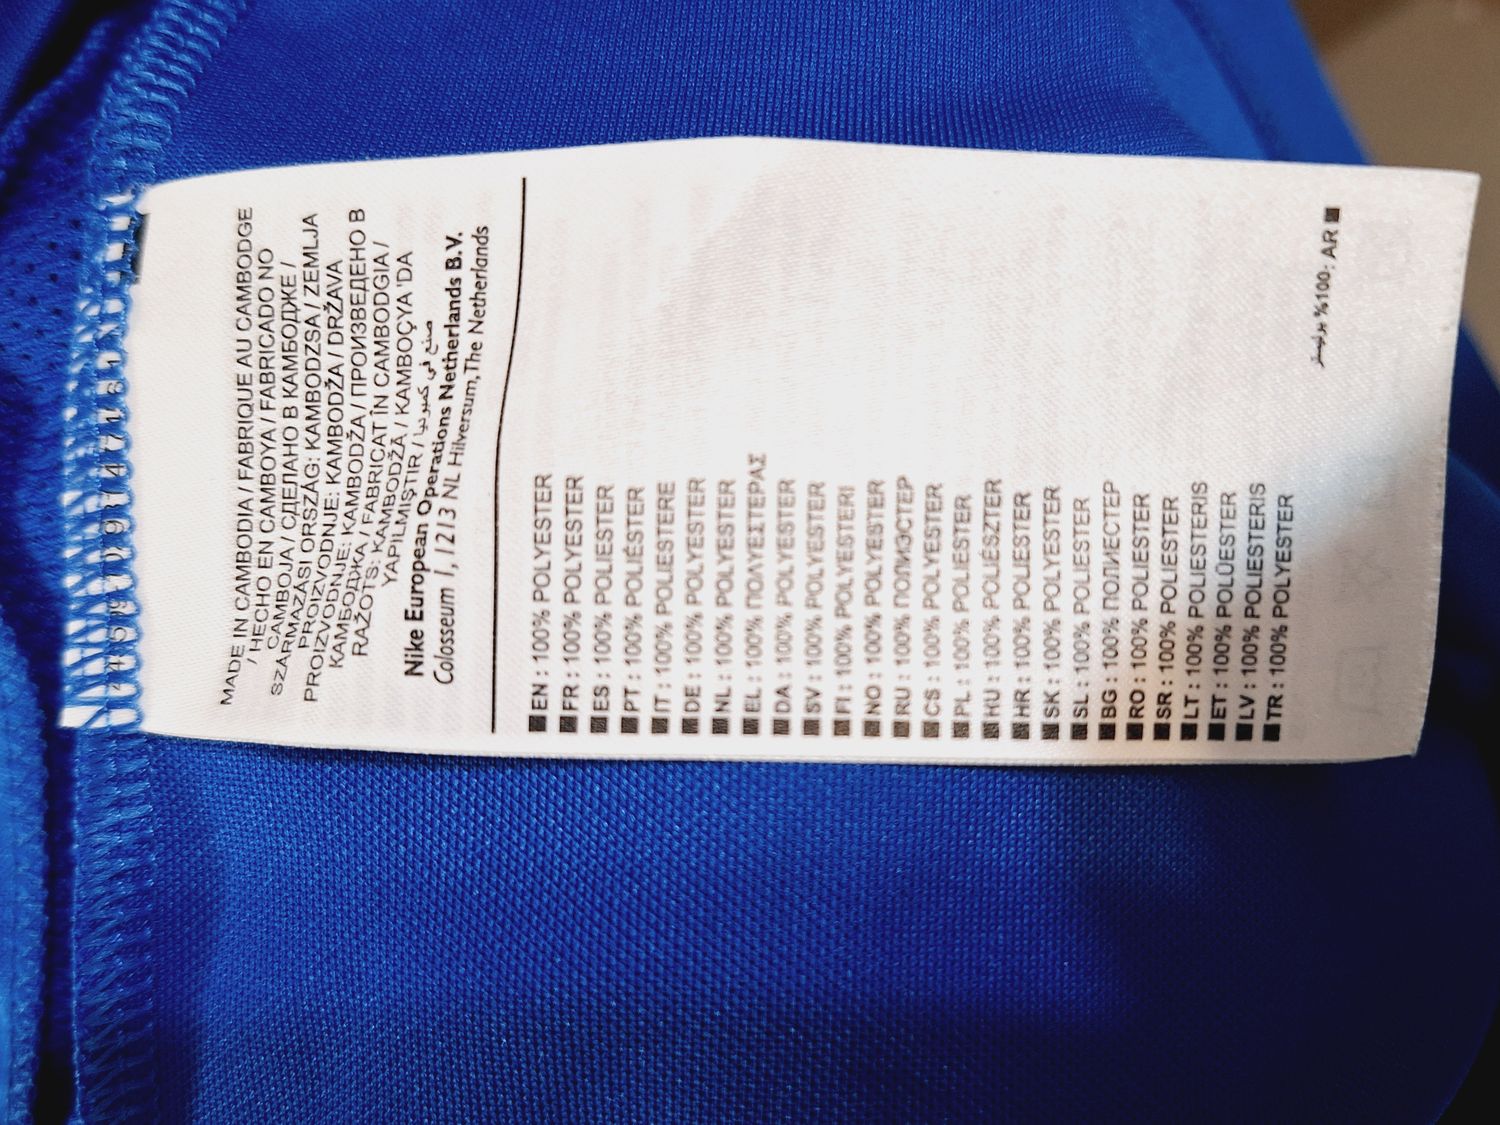 MADE IN CAMBODIA / FABRIQUE AU CAMBODGE
/ HECHO EN CAMBOYA / FABRICADO NO
CAMBOJA / СДЕЛАНО В КАМБОДЖЕ /
SZÁRMAZÁSI ORSZÁG: KAMBODZSA / ZEMLJA
PROIZVODNJE: KAMBODŽA / DRŽAVA
PROIZVODNJE: KAMBODŽA / ПРОИЗВЕДЕНО В
КАМБОДЖА / FABRICAT ÎN CAMBODGIA /
RAŽOTS: KAMBODŽĀ / KAMBOÇYA 'DA
YAPILMIŞTIR / صنع في كمبوديا
Nike European Operations Netherlands B.V.
Colosseum 1, 1213 NL Hilversum,The Netherlands
EN : 100% POLYESTER
FR : 100% POLYESTER
ES : 100% POLIESTER
PT : 100% POLIÉSTER
IT : 100% POLIESTERE
DE : 100% POLYESTER
NL : 100% POLYESTER
EL : 100% ΠΟΛΥΕΣΤΕΡΑΣ
DA : 100% POLYESTER
SV : 100% POLYESTER
FI : 100% POLYESTERI
NO : 100% POLYESTER
RU : 100% ПОЛИЭСТЕР
CS : 100% POLYESTER
PL : 100% POLIESTER
HU : 100% POLIÉSZTER
HR : 100% POLIESTER
SK : 100% POLYESTER
SL : 100% POLIESTER
BG : 100% ПОЛИЕСТЕР
RO : 100% POLIESTER
SR : 100% POLIESTER
LT : 100% POLIESTERIS
ET : 100% POLÜESTER
LV : 100% POLIESTERIS
TR : 100% POLYESTER
AR :100% بوليستر